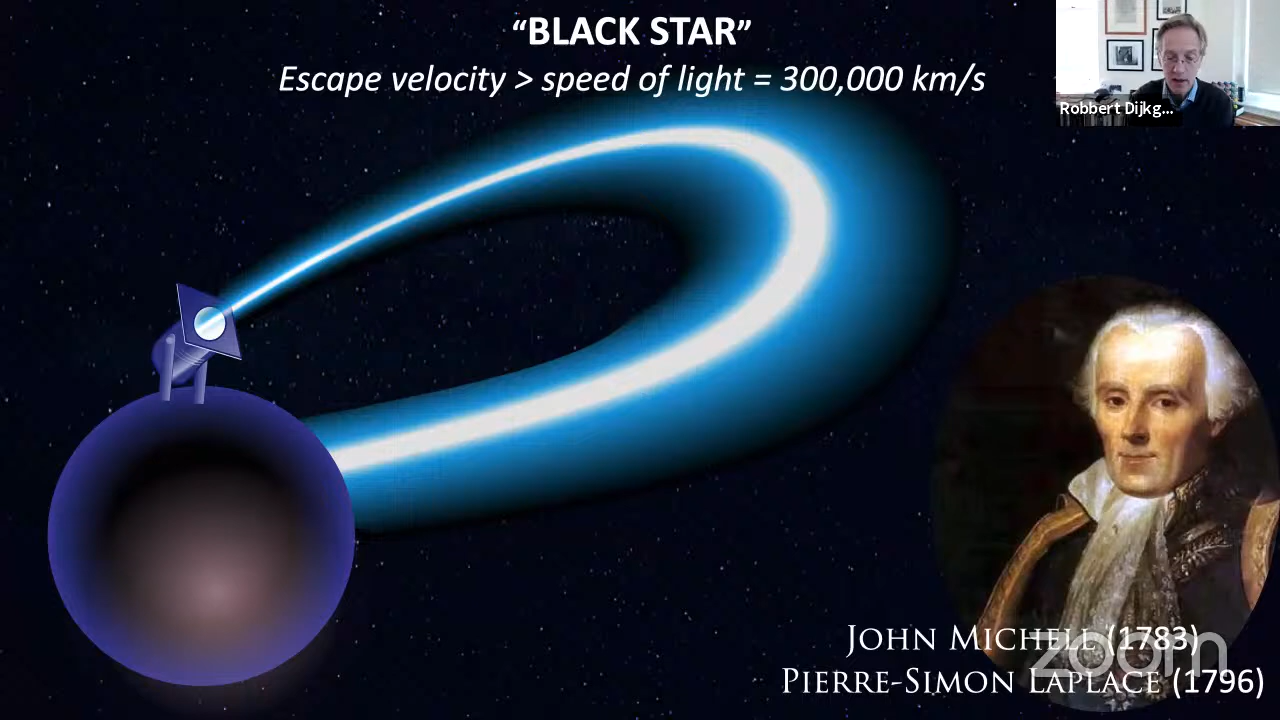 “BLACK STAR”
Escape velocity > speed of light = 300,000 km/s
Robbert Dijkg...
JOHN MICHELL (1783)
zoom
PIERRE-SIMON LAPLACE (1796)